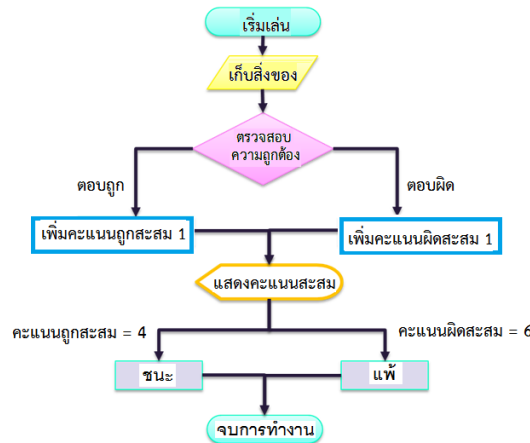 เริ่มเล่น
เก็บสิ่งของ
ตรวจสอบ
ความถูกต้อง
ตอบถูก
ตอบผิด
เพิ่มคะแนนถูกสะสม 1
เพิ่มคะแนนผิดสะสม 1
แสดงคะแนนสะสม
คะแนนถูกสะสม = 4
คะแนนผิดสะสม = 6
ชนะ
แพ้
จบการทำงาน